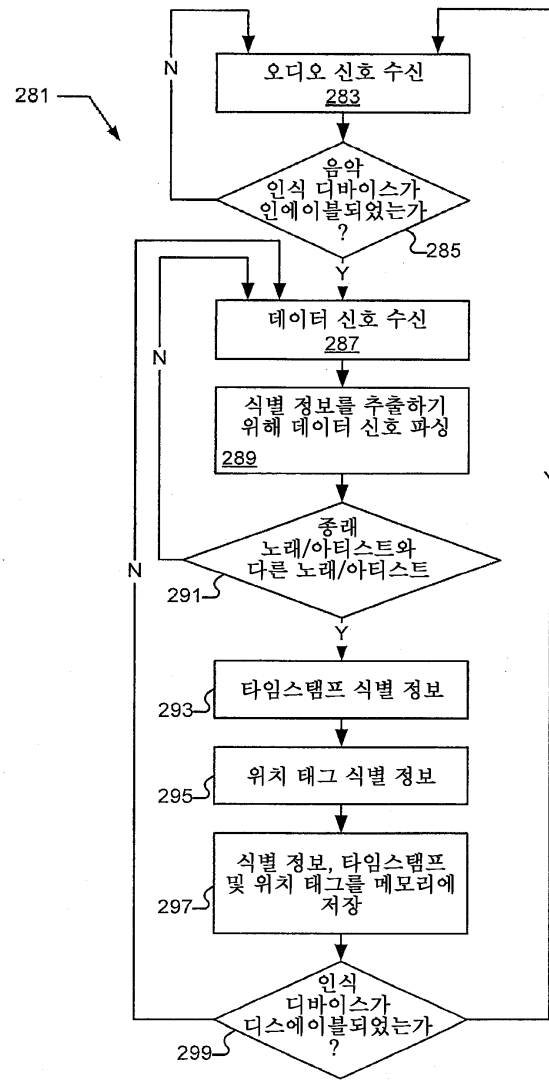 N
오디오 신호 수신
283
281
음악
인식 디바이스가
인에이블되었는가
?
285
Y
데이터 신호 수신
287
N
식별 정보를 추출하기
위해 데이터 신호 파싱
289
Y
종래
노래/아티스트와
다른 노래/아티스트
291
N
Y
타임스탬프 식별 정보
293
위치 태그 식별 정보
295
식별 정보, 타임스탬프
및 위치 태그를 메모리에
저장
297
인식
디바이스가
디스에이블되었는가
?
299